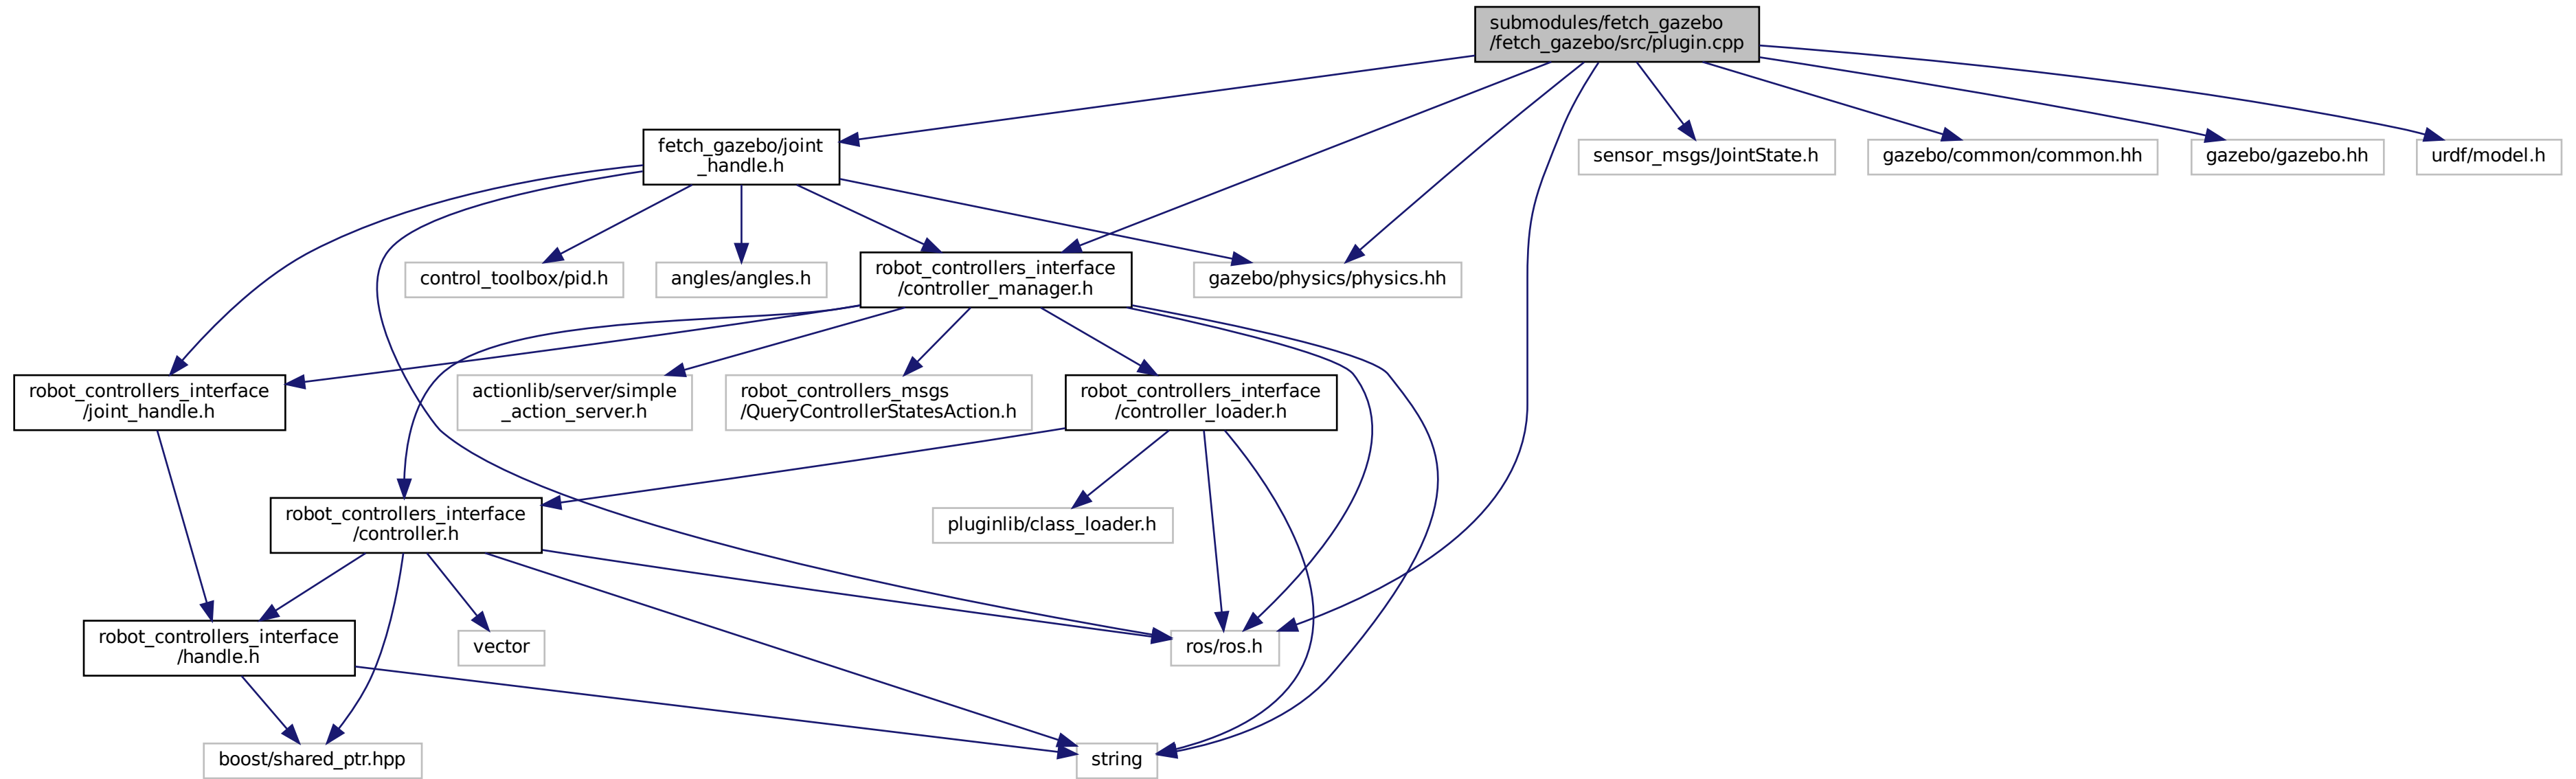 submodules/fetch_gazebo
/fetch_gazebo/src/plugin.cpp
fetch_gazebo/joint
_handle.h
sensor_msgs/JointState.h
gazebo/common/common.hh
gazebo/gazebo.hh
urdf/model.h
control_toolbox/pid.h
angles/angles.h
robot_controllers_interface
/controller_manager.h
gazebo/physics/physics.hh
robot_controllers_interface
/joint_handle.h
actionlib/server/simple
_action_server.h
robot_controllers_msgs
/QueryControllerStatesAction.h
robot_controllers_interface
/controller_loader.h
robot_controllers_interface
/controller.h
pluginlib/class_loader.h
robot_controllers_interface
/handle.h
vector
ros/ros.h
boost/shared_ptr.hpp
string